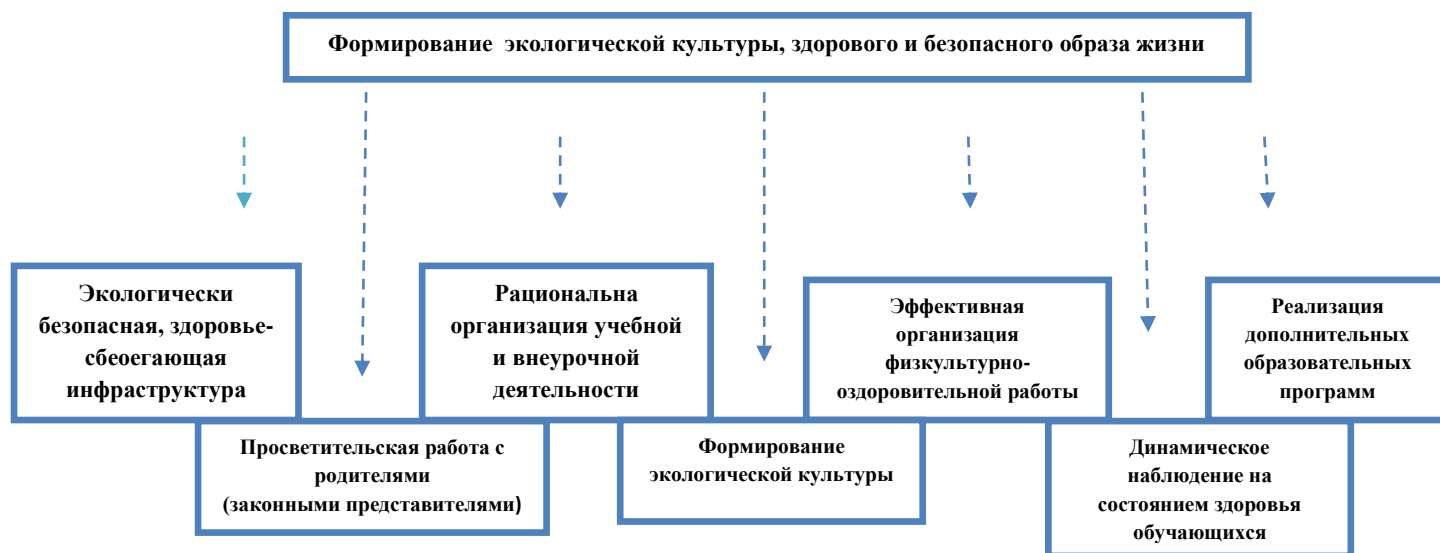 Формирование экологической культуры, здорового и безопасного образа жизни
Экологически
безопасная, здоровье-
сбеоегающая
инфраструктура
Рациональна
организация учебной
и внеурочной
деятельности
Эффективная
организация
физкультурно-
оздоровительной работы
Реализация
дополнительных
образовательных
программ
Просветительская работа с
родителями
(законными представителями)
Формирование
экологической культуры
Динамическое
наблюдение на
состоянием здоровья
обучающихся